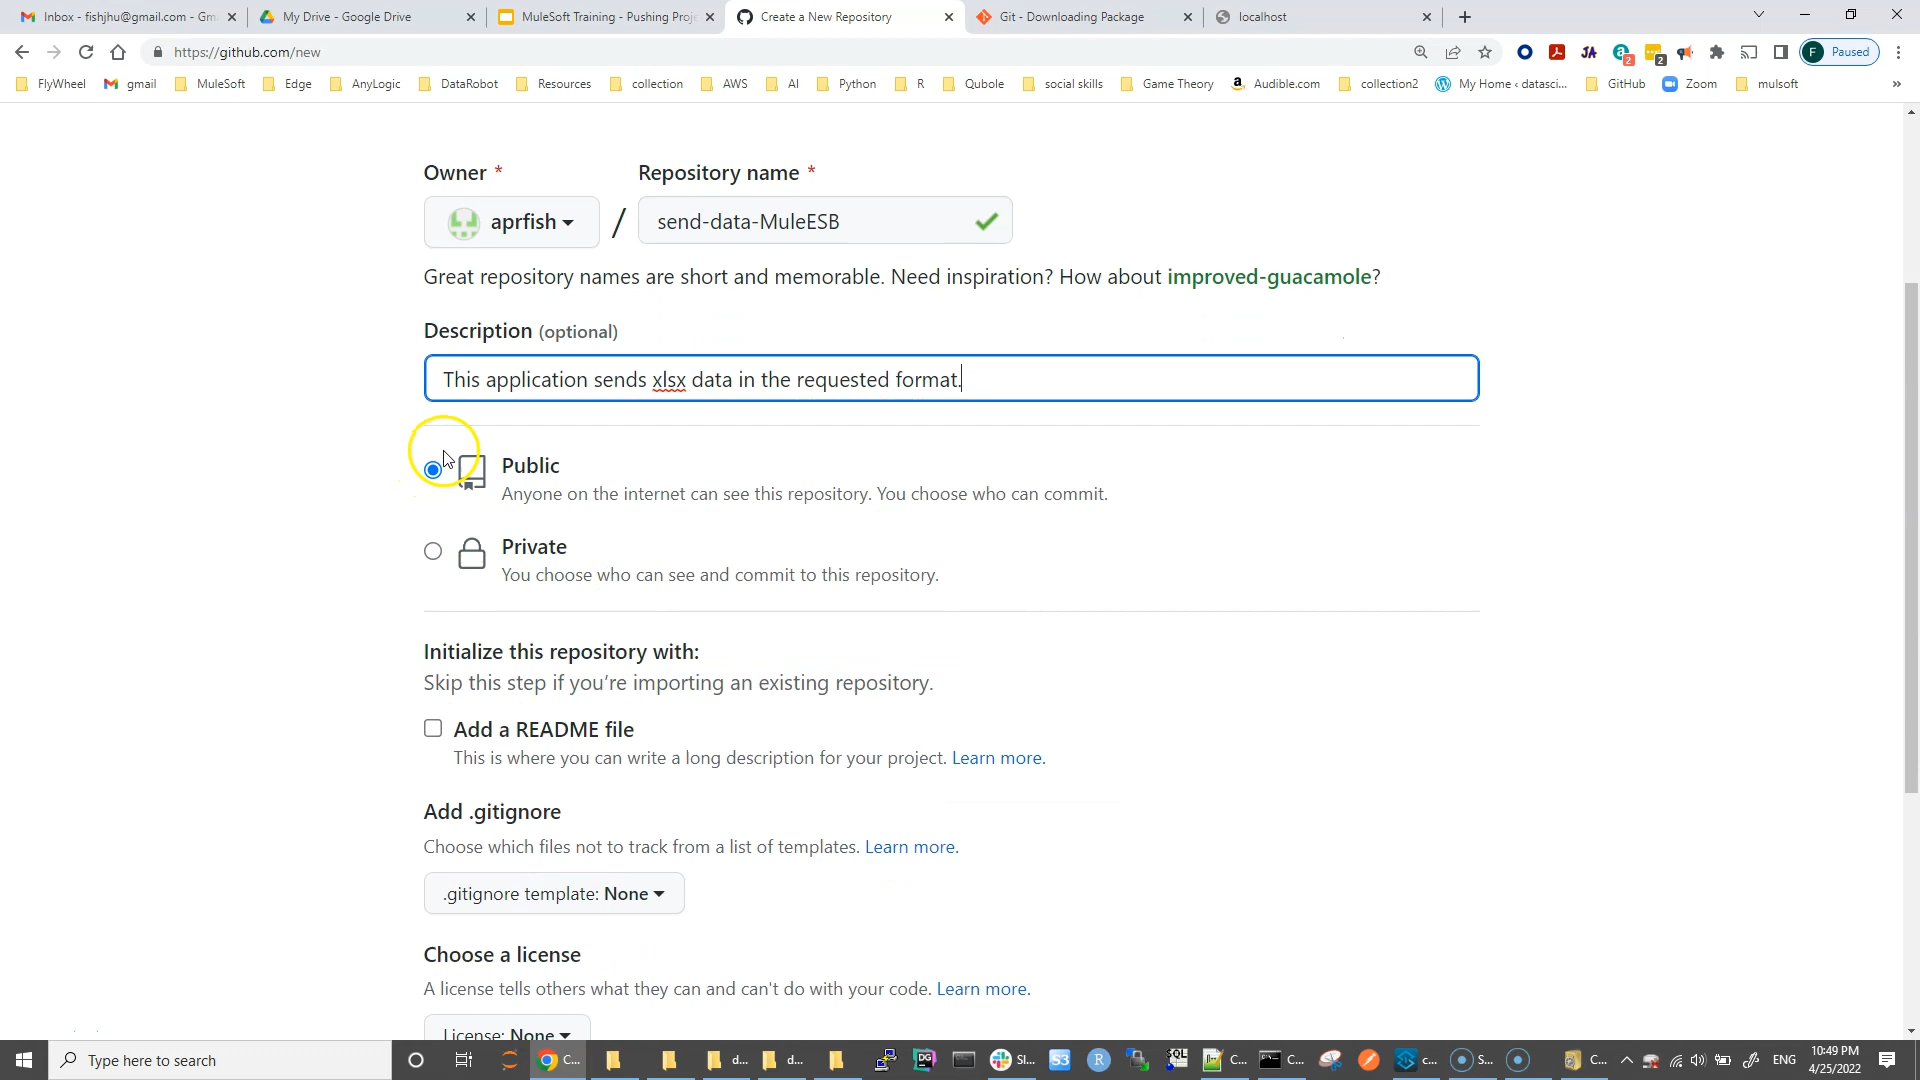 Inbox - fishjhu@gmail.com - Gm
My Drive - Google Drive
MuleSoft Training - Pushing Proje
Create a New Repository
Git - Downloading Package
localhost
https://github.com/new
2
2
F Paused
FlyWheel
gmail
MuleSoft
Edge
AnyLogic
DataRobot
Resources
collection
AWS
AI
Python
R
Qubole
social skills
Game Theory
Audible.com
collection2
My Home ‹ datasci...
GitHub
Zoom
mulsoft
»
Owner *
Repository name *
aprfish
/
send-data-MuleESB
Great repository names are short and memorable. Need inspiration? How about improved-guacamole?
Description (optional)
This application sends xlsx data in the requested format.
Public
Anyone on the internet can see this repository. You choose who can commit.
Private
You choose who can see and commit to this repository.
Initialize this repository with:
Skip this step if you're importing an existing repository.
Add a README file
This is where you can write a long description for your project. Learn more.
Add .gitignore
Choose which files not to track from a list of templates. Learn more.
.gitignore template: None
Choose a license
A license tells others what they can and can't do with your code. Learn more.
License: None
Type here to search
C...
d...
d...
Sl...
C...
C...
c...
S...
C...
ENG
10:49 PM
4/25/2022